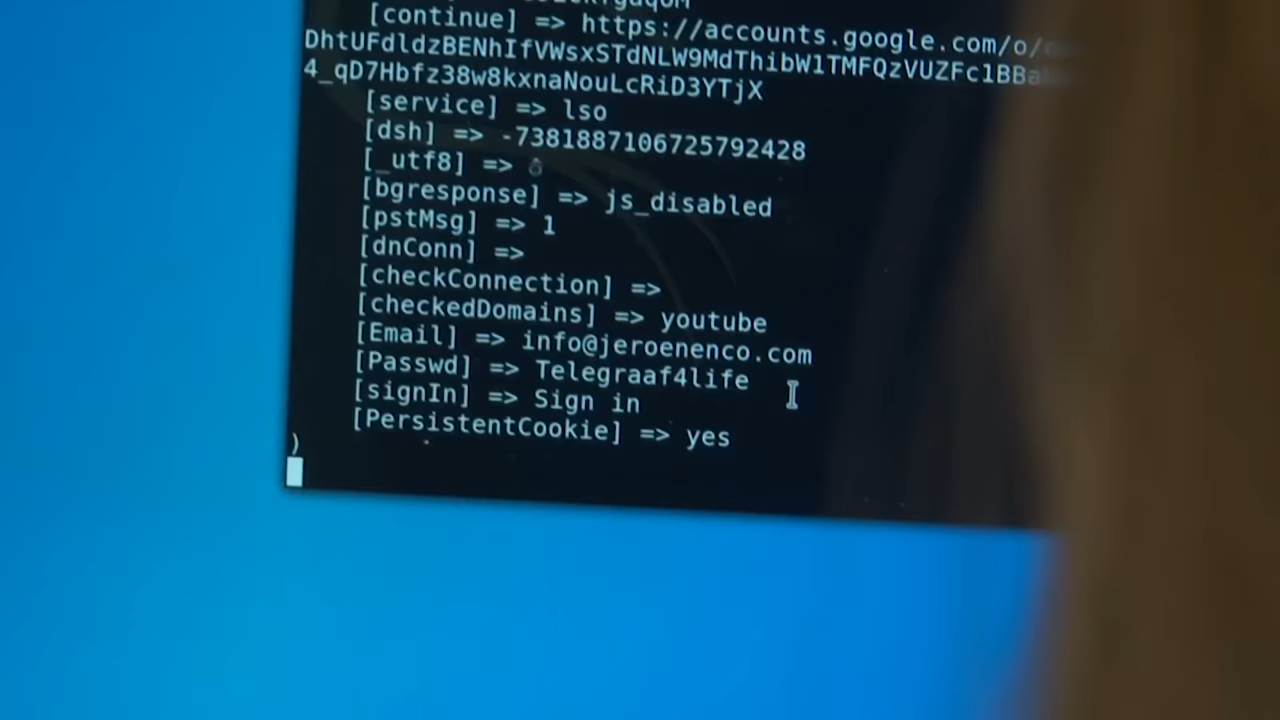 [continue] => https://accounts.google.com/o/
DhtUFdldzBENhIfVWsxSTdNLW9MdThibW1TMFQzVUZFc1BBa
4_qD7Hbfz38w8kxnaNouLcRiD3YTjX
[service] => lso
[dsh] => -7381887106725792428
[_utf8] =>
[bgresponse] => js_disabled
[pstMsg] => 1
[dnConn] =>
[checkConnection] =>
[checkedDomains] => youtube
[Email] => info@jeroenenco.com
[Passwd] => Telegraaf4life
[signIn] => Sign in
[PersistentCookie] => yes
)